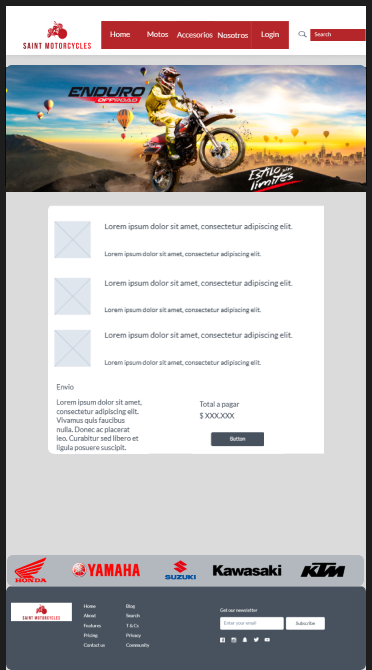 SAINT MORTORCYCLES
Home Motos Accesorios Nosotros Login Search
ENDURO
OFFROAD
Estilo sin
límites
Lorem ipsum dolor sit amet, consectetur adipiscing elit.
Lorem ipsum dolor sit amet, consectetur adipiscing elit.
Lorem ipsum dolor sit amet, consectetur adipiscing elit.
Lorem ipsum dolor sit amet, consectetur adipiscing elit.
Lorem ipsum dolor sit amet, consectetur adipiscing elit.
Lorem ipsum dolor sit amet, consectetur adipiscing elit.
Envio
Lorem ipsum dolor sit amet,
consectetur adipiscing elit.
Vivamus quis faucibus
nulla. Donec ac placerat
leo. Curabitur sed libero et
ligula posuere suscipit.
Total a pagar
$ XXX.XXX
Button
HONDA YAMAHA SUZUKI Kawasaki KTM
SAINT MOTORCYCLES
Home
About
Features
Pricing
Contact us
Blog
Search
T & Cs
Privacy
Community
Get our newsletter
Enter your email
Subscribe